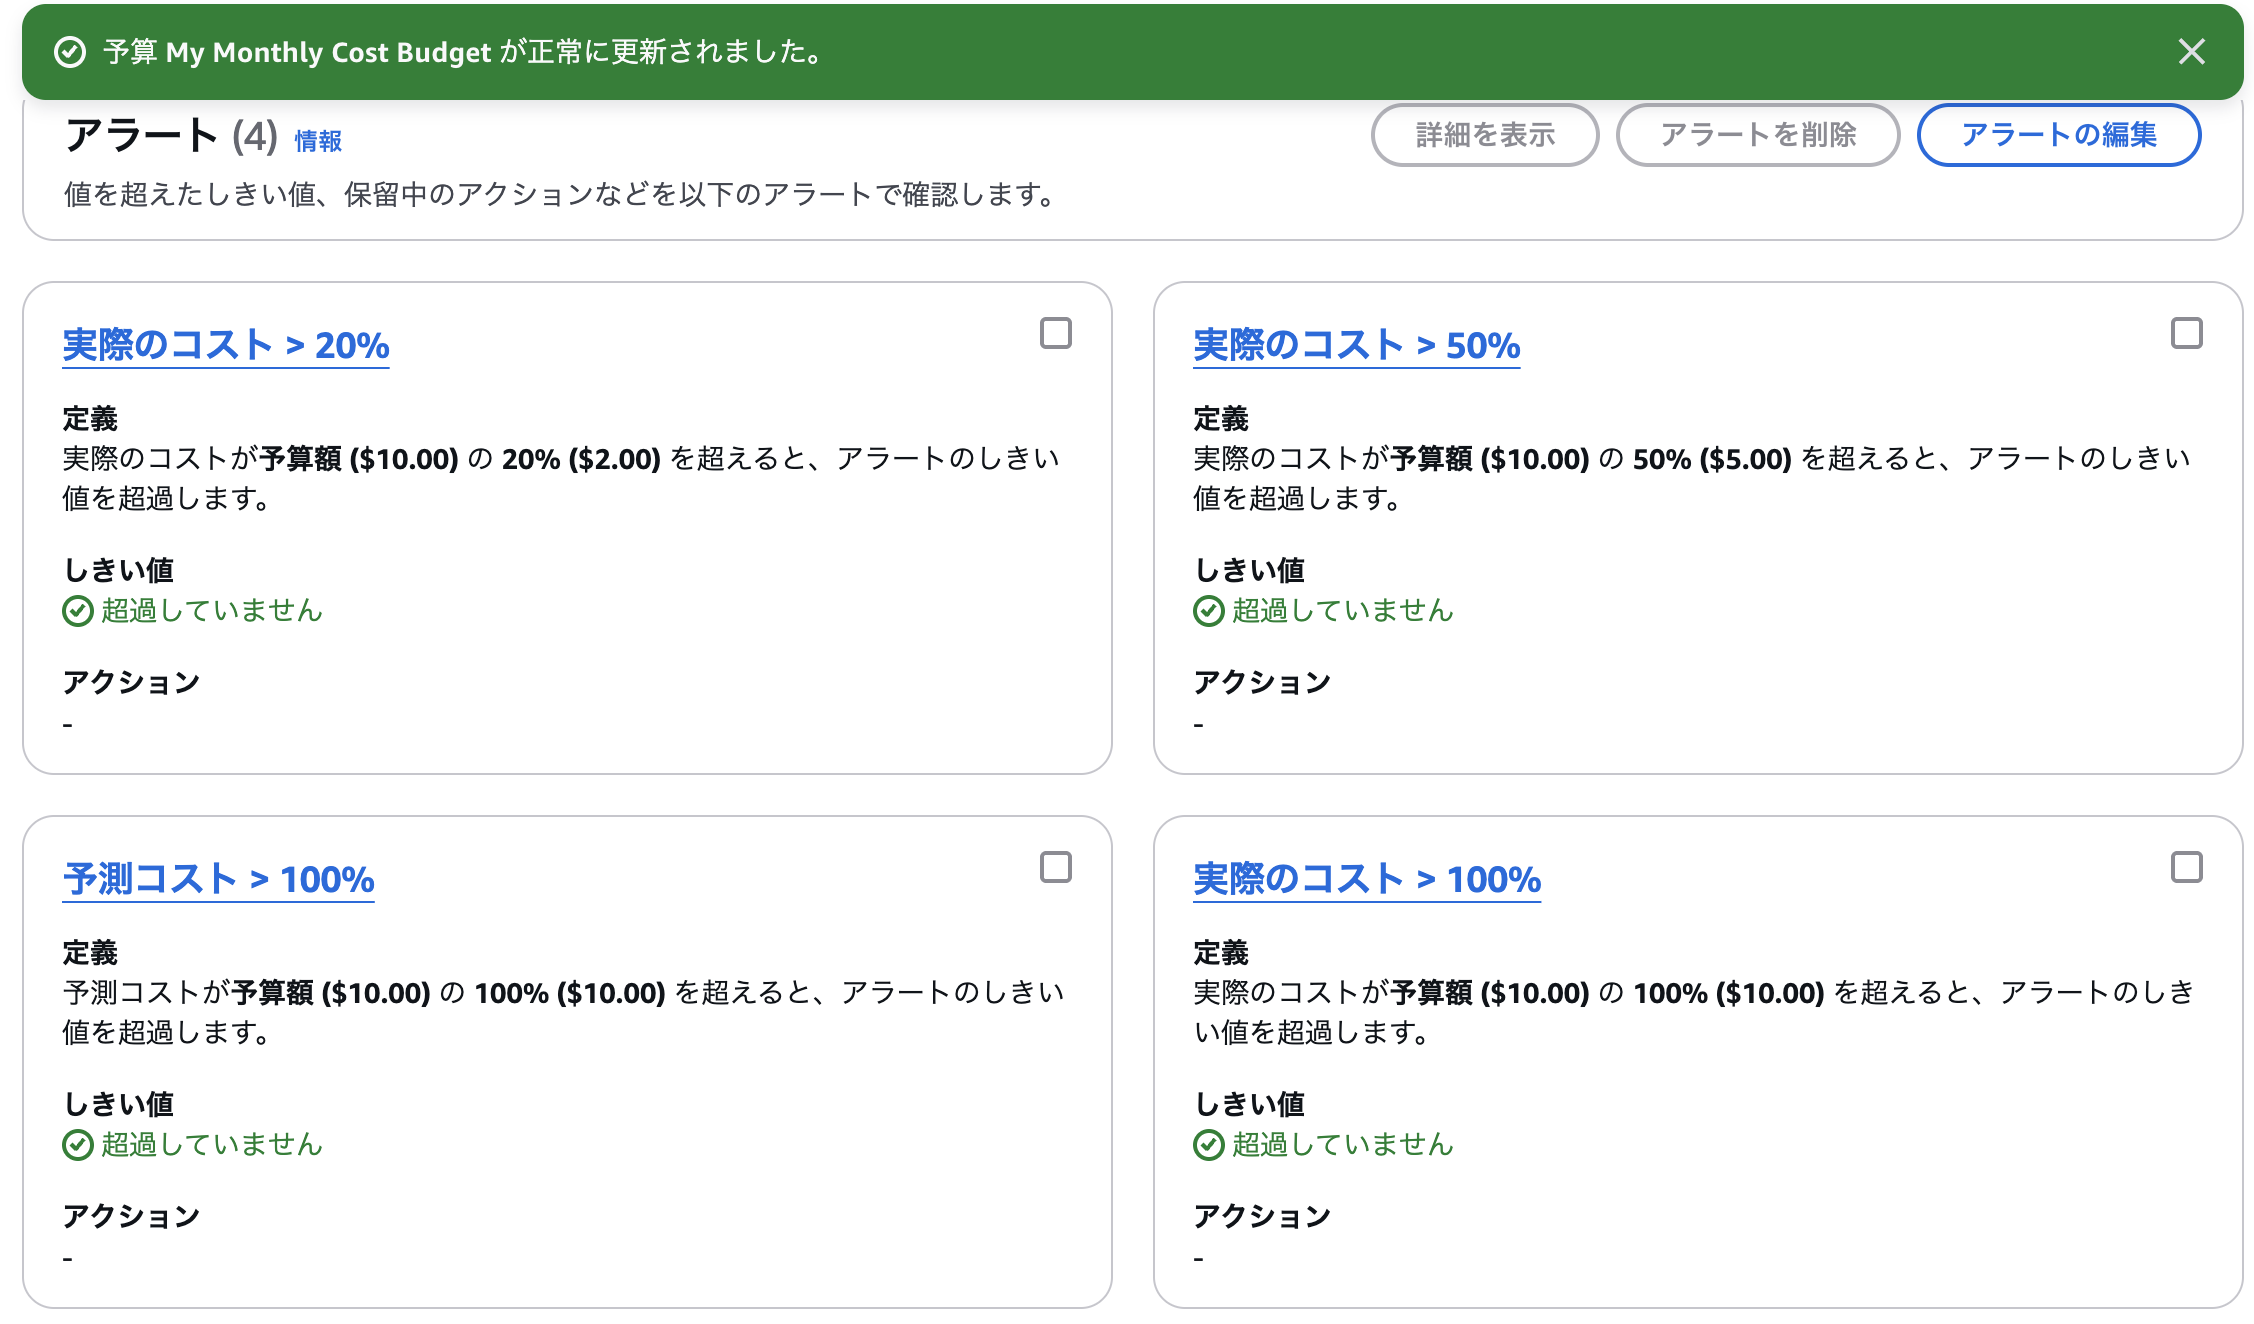 予算 My Monthly Cost Budget が正常に更新されました。
アラート (4) 情報
詳細を表示
アラートを削除
アラートの編集
値を超えたしきい値、保留中のアクションなどを以下のアラートで確認します。
実際のコスト > 20%
定義
実際のコストが予算額 ($10.00) の 20% ($2.00) を超えると、アラートのしきい
値を超過します。
しきい値
超過していません
アクション
-
実際のコスト > 50%
定義
実際のコストが予算額 ($10.00) の 50% ($5.00) を超えると、アラートのしきい
値を超過します。
しきい値
超過していません
アクション
-
予測コスト > 100%
定義
予測コストが予算額 ($10.00) の 100% ($10.00) を超えると、アラートのしきい
値を超過します。
しきい値
超過していません
アクション
-
実際のコスト > 100%
定義
実際のコストが予算額 ($10.00) の 100% ($10.00) を超えると、アラートのしき
い値を超過します。
しきい値
超過していません
アクション
-